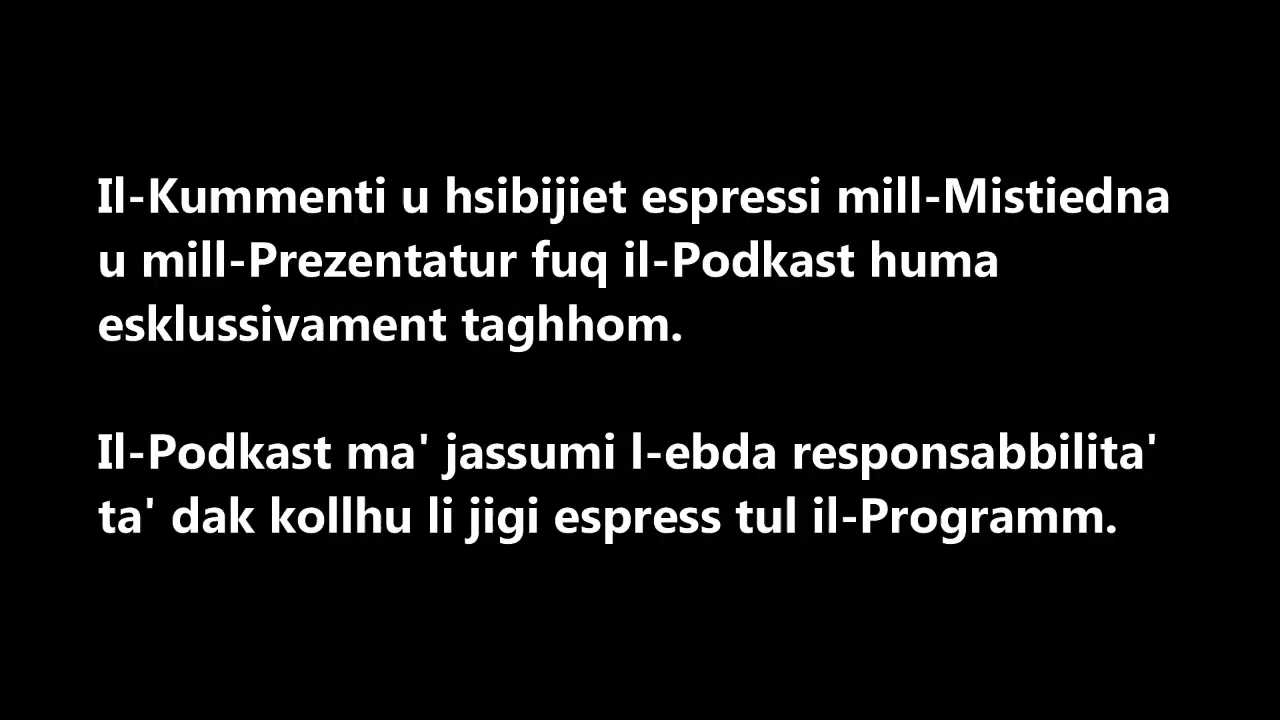 Il-Kummenti u hsibijiet espressi mill-Mistiedna
u mill-Prezentatur fuq il-Podkast huma
esklussivament taghhom.
Il-Podkast ma' jassumi l-ebda responsabbilita'
ta' dak kollhu li jigi espress tul il-Programm.